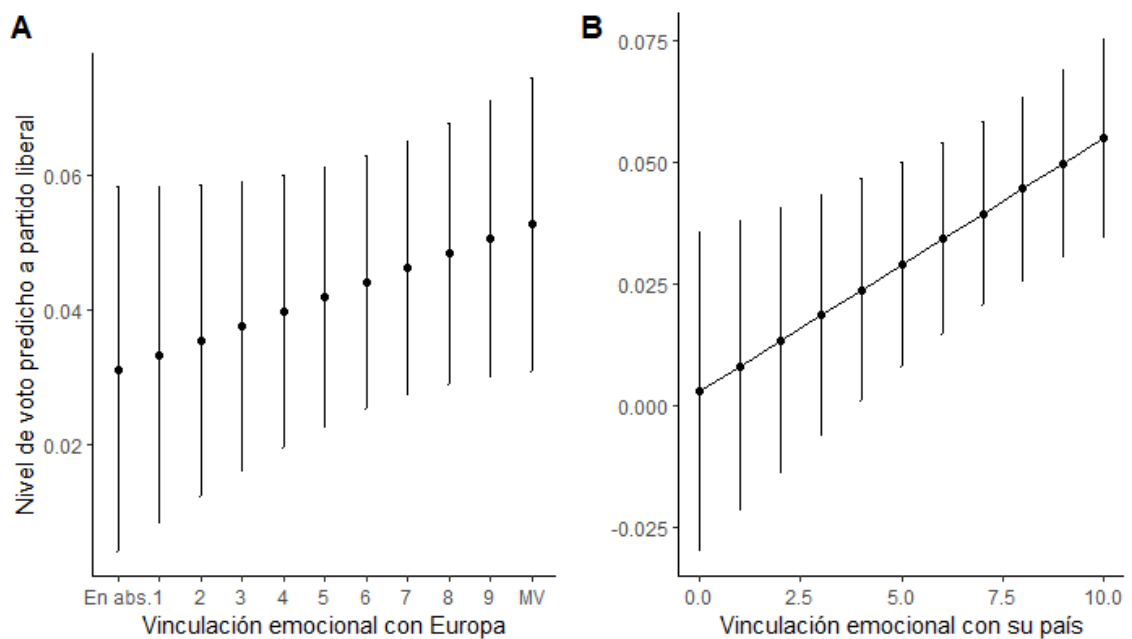 A
Nivel de voto predicho a partido liberal
0.06
0.04
0.02
En abs. 1 2 3 4 5 6 7 8 9 MV
Vinculación emocional con Europa
B
0.075
0.050
0.025
0.000
-0.025
0.0 2.5 5.0 7.5 10.0
Vinculación emocional con su país